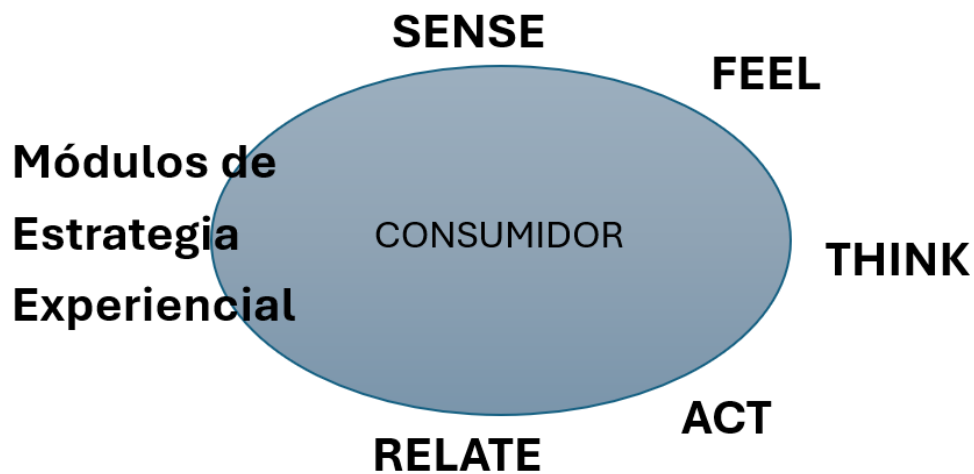 SENSE
FEEL
Módulos de
Estrategia
Experiencial
CONSUMIDOR
THINK
ACT
RELATE